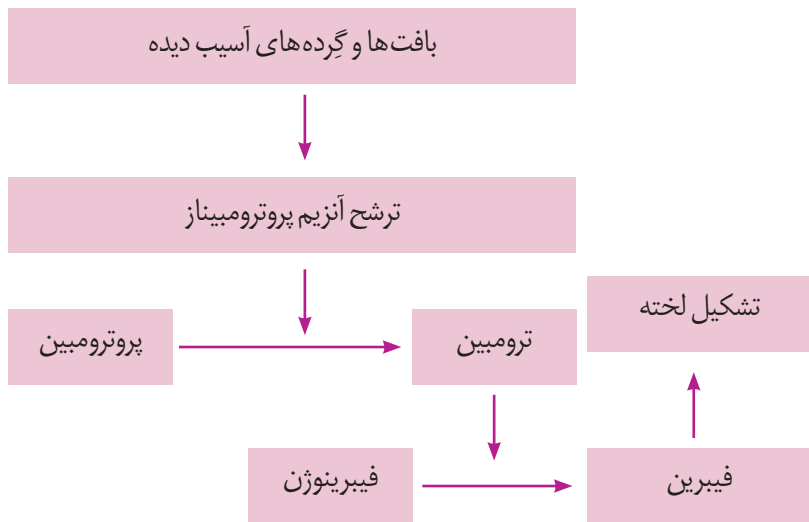 بافت‌ها و گِرده‌های آسیب دیده
ترشح آنزیم پروترومبیناز
تشکیل لخته
پروترومبین
ترومبین
فیبرینوژن
فیبرین